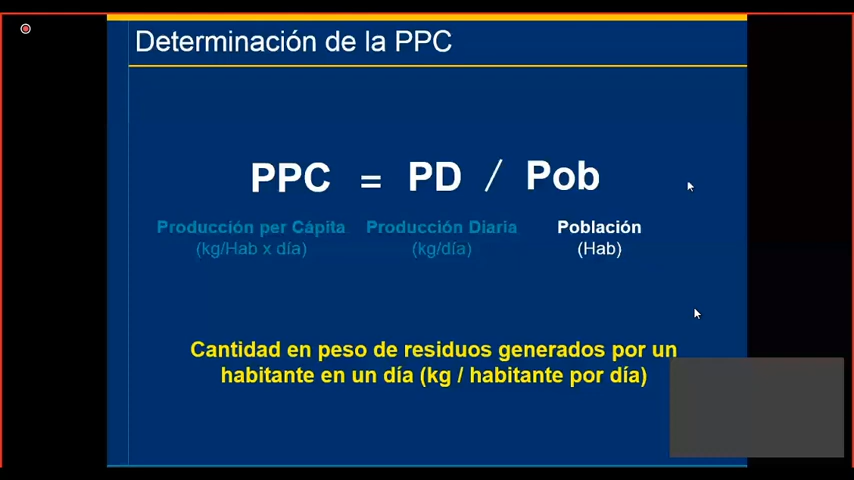 Determinación de la PPC
PPC = PD / Pob
Producción per Cápita Producción Diaria Población
(kg/Hab x día) (kg/día) (Hab)
Cantidad en peso de residuos generados por un
habitante en un día (kg / habitante por día)